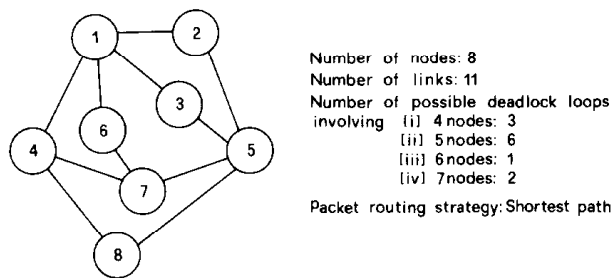 1
2
3
6
4
5
7
8
Number of nodes: 8
Number of links: 11
Number of possible deadlock loops
involving [i] 4 nodes: 3
[ii] 5 nodes: 6
[iii] 6 nodes: 1
[iv] 7 nodes: 2
Packet routing strategy: Shortest path